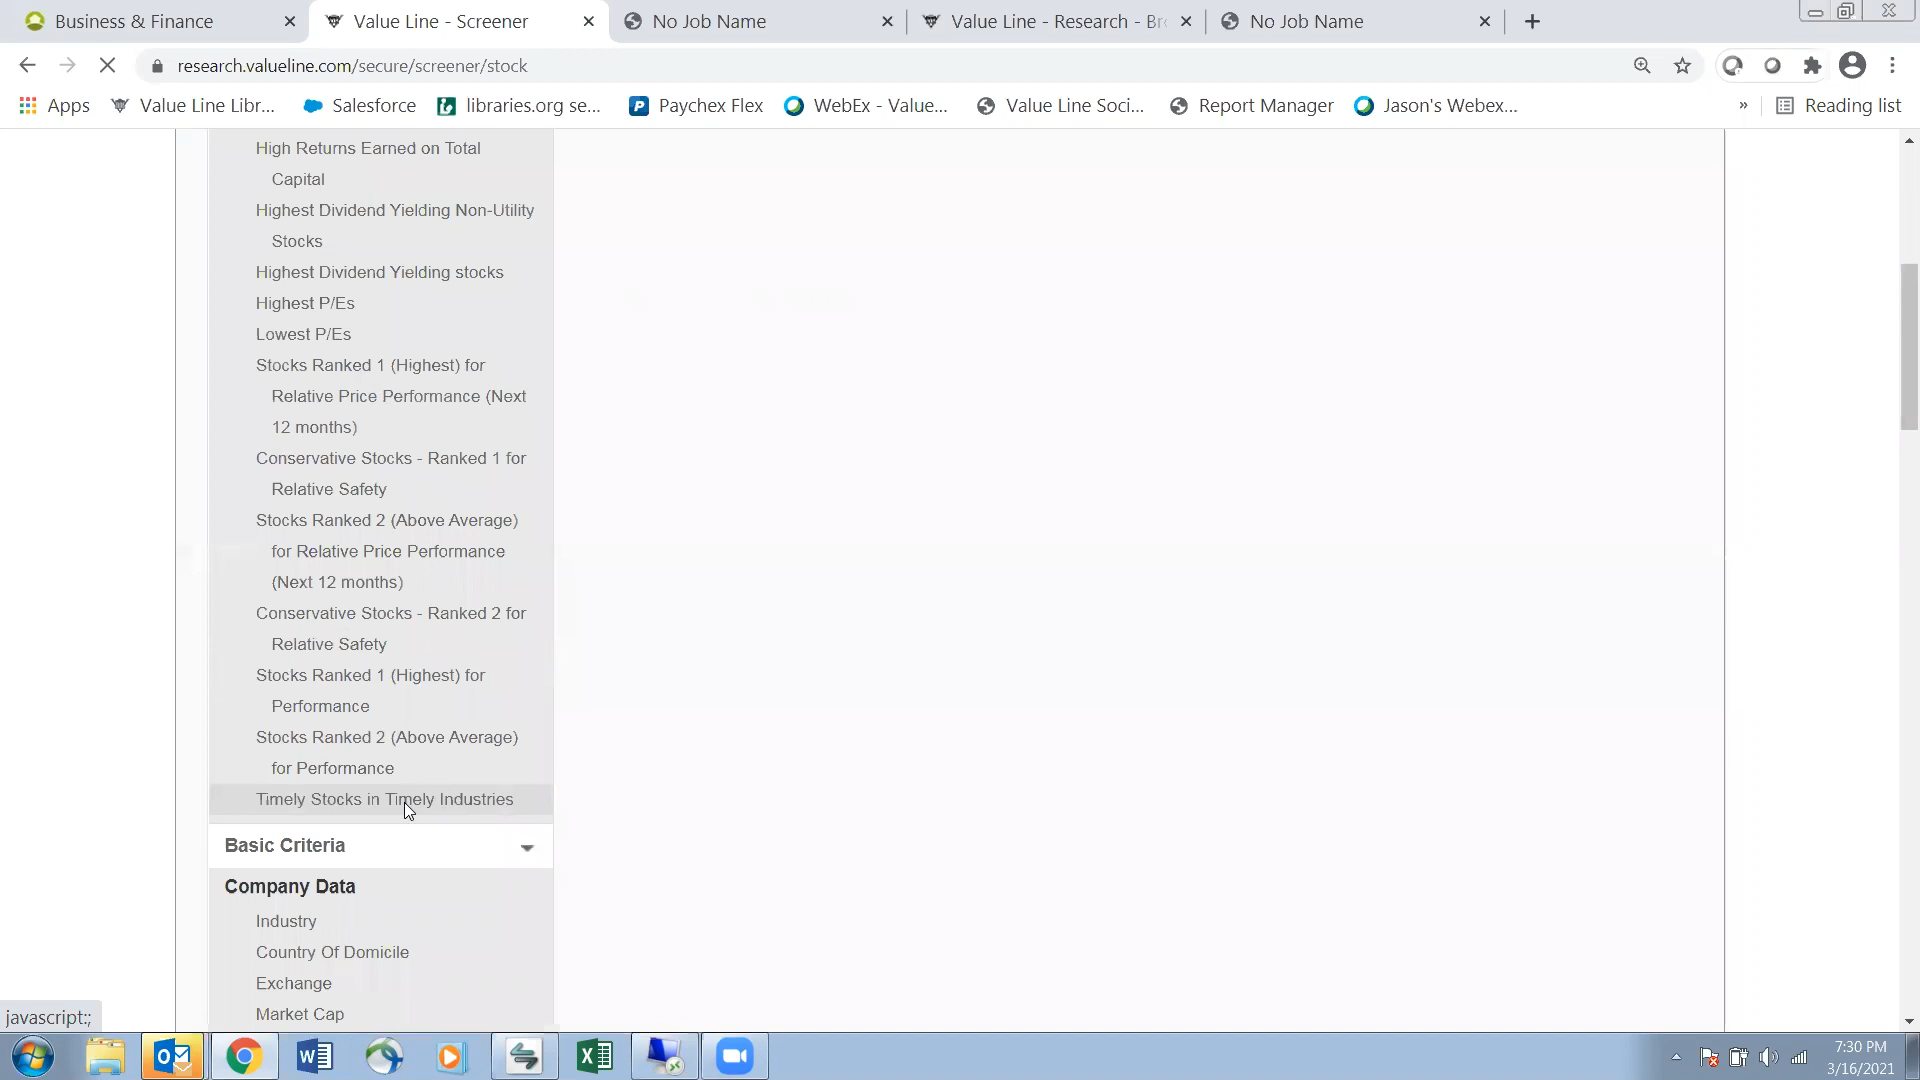 Business & Finance
Value Line - Screener
No Job Name
Value Line - Research - Br
No Job Name
research.valueline.com/secure/screener/stock
Apps
Value Line Libr...
Salesforce
libraries.org se...
Paychex Flex
WebEx - Value...
Value Line Soci...
Report Manager
Jason's Webex...
»
Reading list
High Returns Earned on Total
Capital
Highest Dividend Yielding Non-Utility
Stocks
Highest Dividend Yielding stocks
Highest P/Es
Lowest P/Es
Stocks Ranked 1 (Highest) for
Relative Price Performance (Next
12 months)
Conservative Stocks - Ranked 1 for
Relative Safety
Stocks Ranked 2 (Above Average)
for Relative Price Performance
(Next 12 months)
Conservative Stocks - Ranked 2 for
Relative Safety
Stocks Ranked 1 (Highest) for
Performance
Stocks Ranked 2 (Above Average)
for Performance
Timely Stocks in Timely Industries
Basic Criteria
Company Data
Industry
Country Of Domicile
Exchange
Market Cap
javascript:;
7:30 PM
3/16/2021